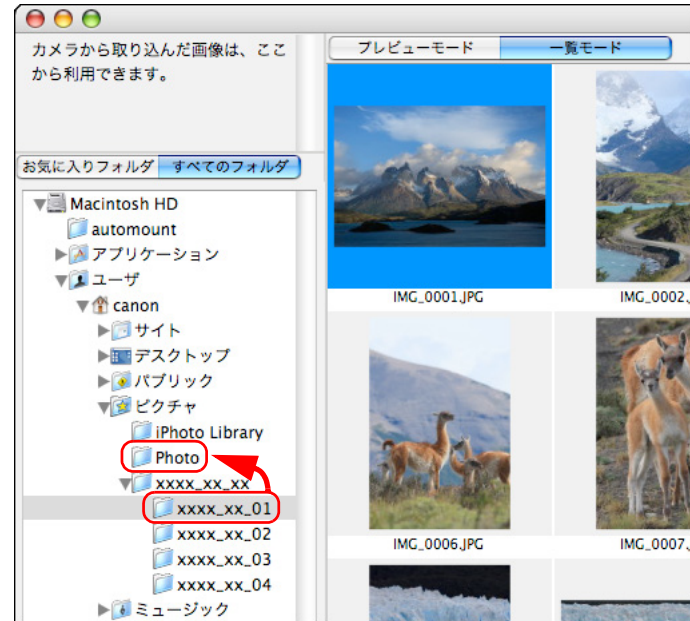 カメラから取り込んだ画像は、ここ
から利用できます。
プレビューモード
一覧モード
お気に入りフォルダ
すべてのフォルダ
Macintosh HD
automount
アプリケーション
ユーザ
canon
サイト
デスクトップ
パブリック
ピクチャ
iPhoto Library
Photo
xxxx_xx_xx
xxxx_xx_01
xxxx_xx_02
xxxx_xx_03
xxxx_xx_04
ミュージック
IMG_0001.JPG
IMG_0002.
IMG_0006.JPG
IMG_0007.